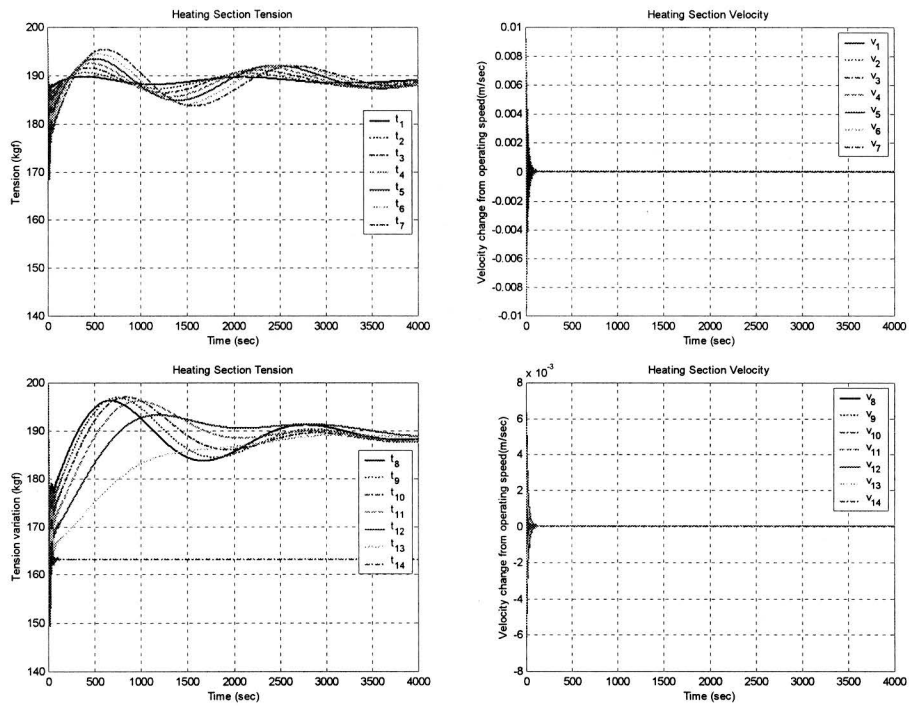 Heating Section Tension
200
190
180
170
160
150
140
Tension (kgf)
0 500 1000 1500 2000 2500 3000 3500 4000
Time (sec)
t1
t2
t3
t4
t5
t6
t7
Heating Section Velocity
0.01
0.008
0.006
0.004
0.002
0
-0.002
-0.004
-0.006
-0.008
-0.01
Velocity change from operating speed(m/sec)
0 500 1000 1500 2000 2500 3000 3500 4000
Time (sec)
v1
v2
v3
v4
v5
v6
v7
Heating Section Tension
200
190
180
170
160
150
140
Tension variation (kgf)
0 500 1000 1500 2000 2500 3000 3500 4000
Time (sec)
t8
t9
t10
t11
t12
t13
t14
Heating Section Velocity
x 10-3
8
6
4
2
0
-2
-4
-6
-8
Velocity change from operating speed(m/sec)
0 500 1000 1500 2000 2500 3000 3500 4000
Time (sec)
v8
v9
v10
v11
v12
v13
v14